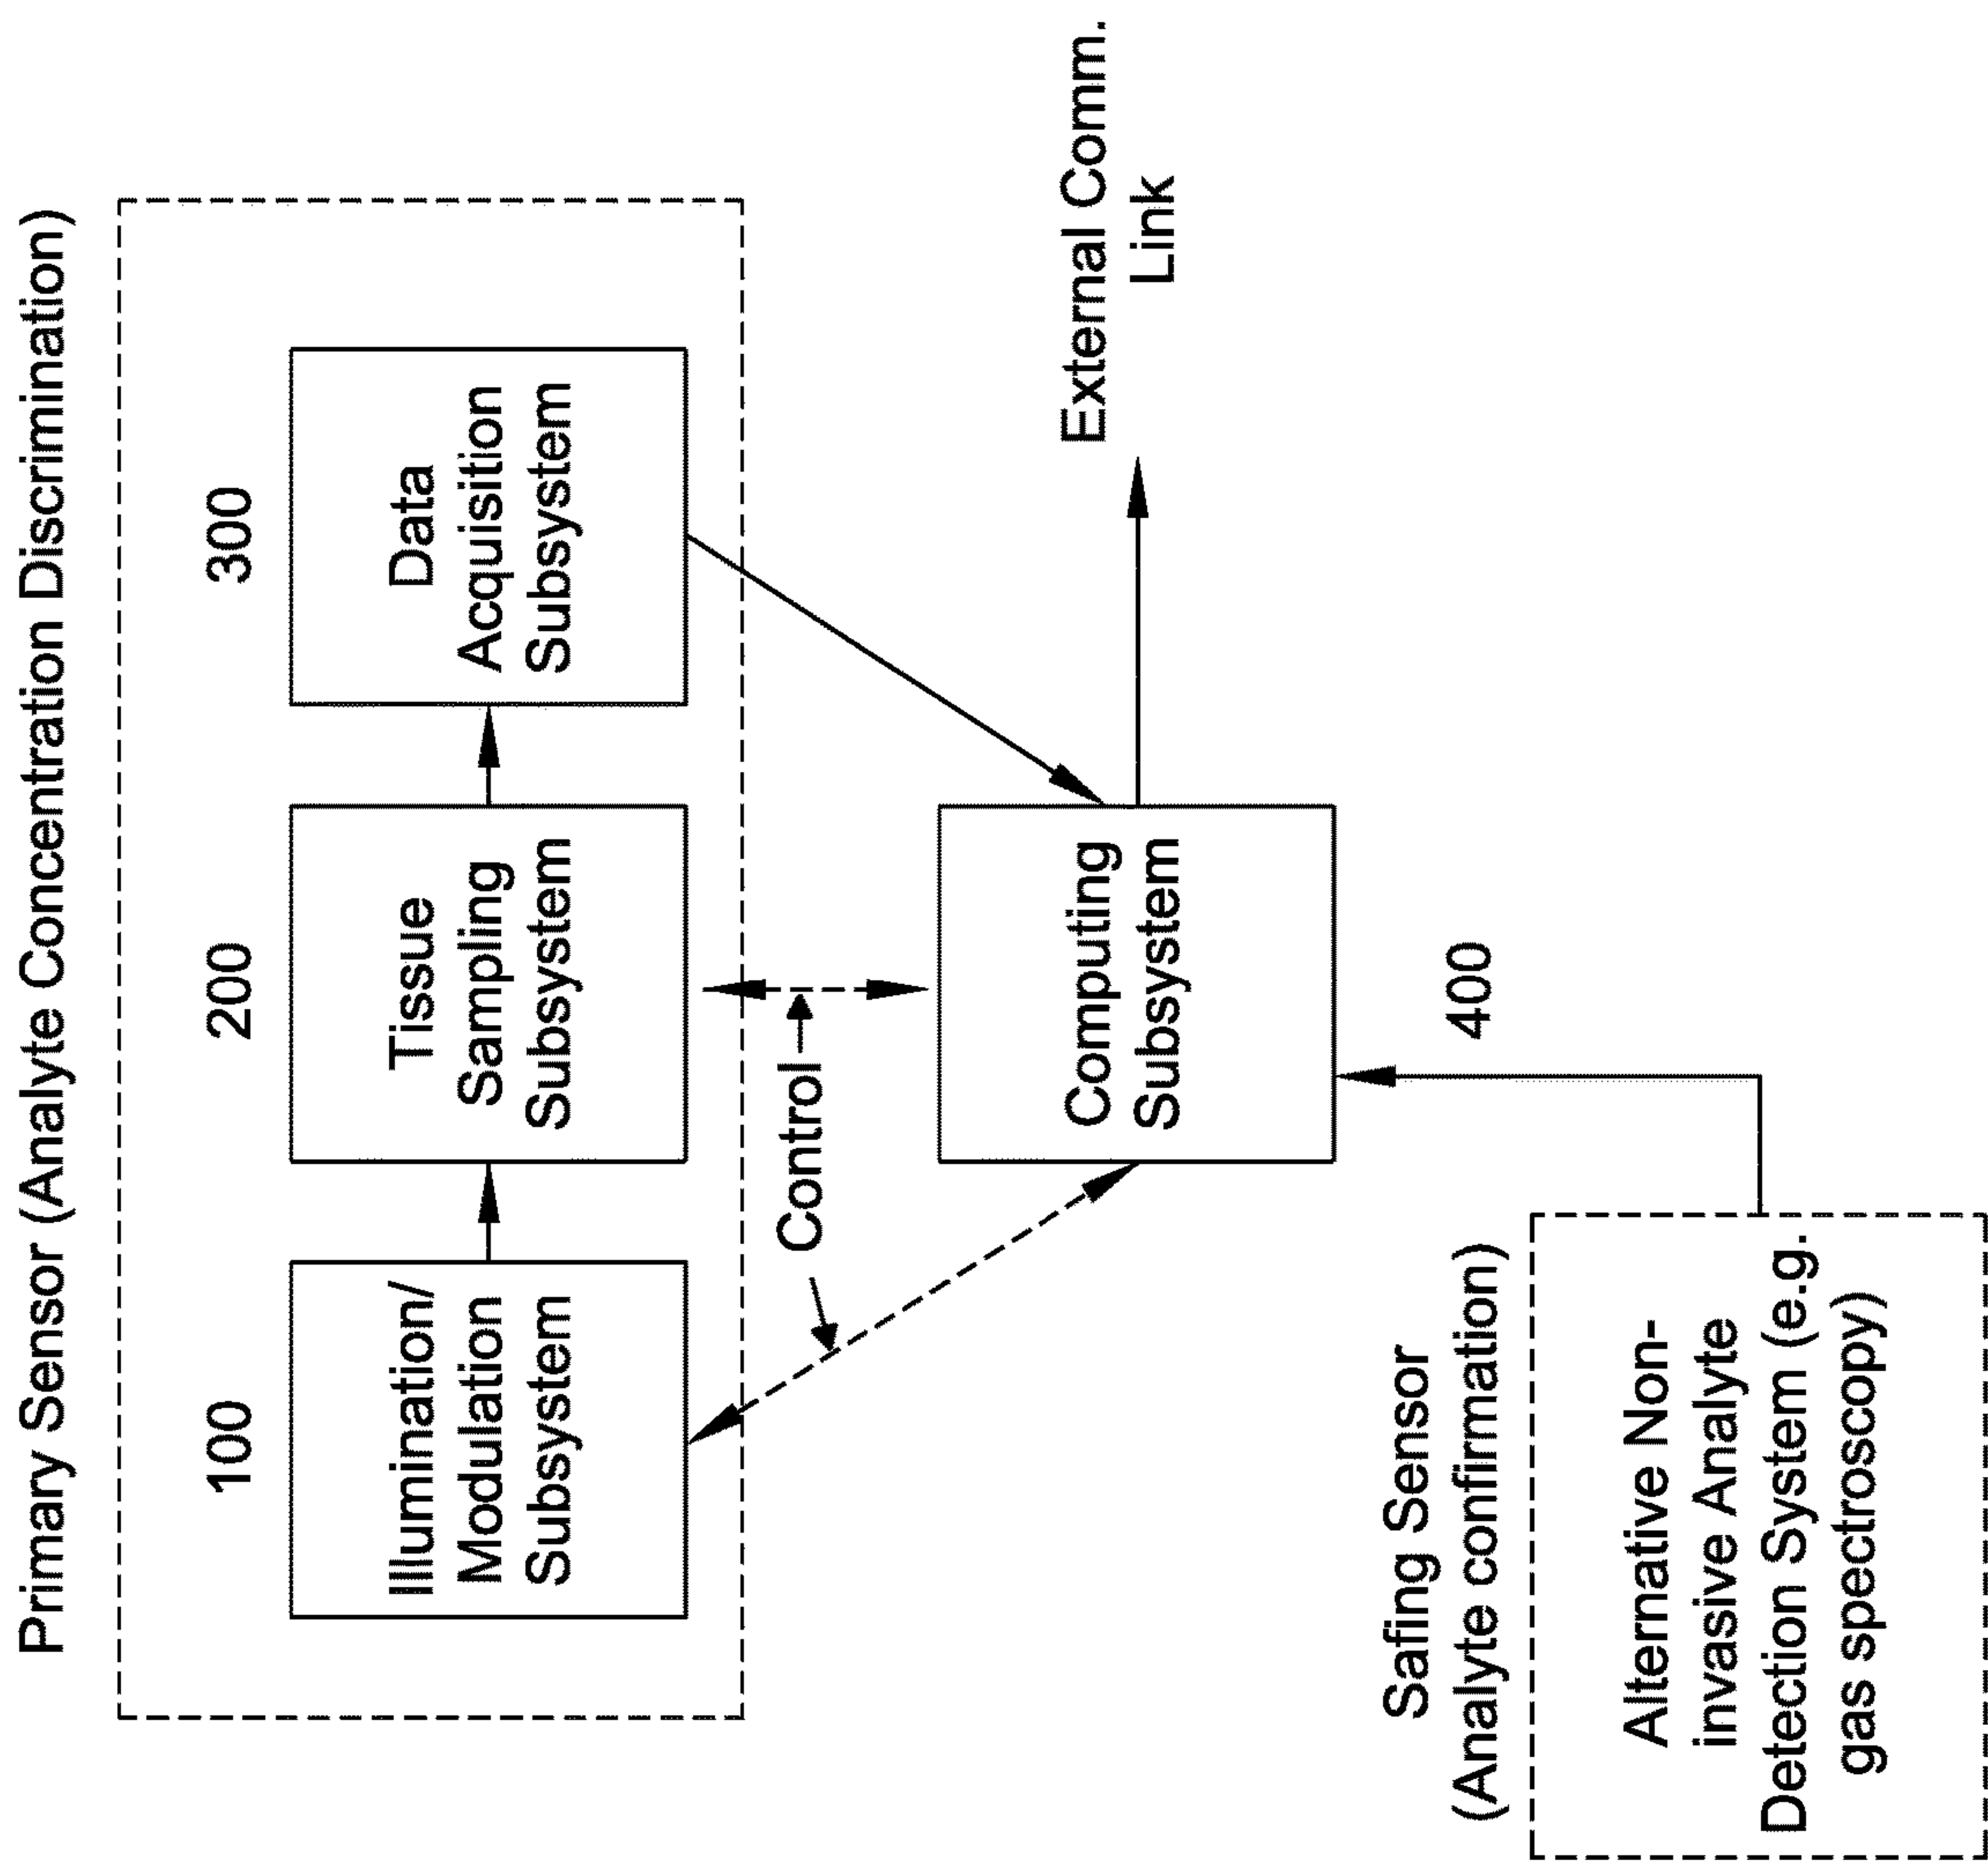 Primary Sensor (Analyte Concentration Discrimination)
100
200
300
Illumination/
Modulation
Subsystem
Tissue
Sampling
Subsystem
Data
Acquisition
Subsystem
Control
Computing
Subsystem
External Comm.
Link
400
Safing Sensor
(Analyte confirmation)
Alternative Non-
invasive Analyte
Detection System (e.g.
gas spectroscopy)